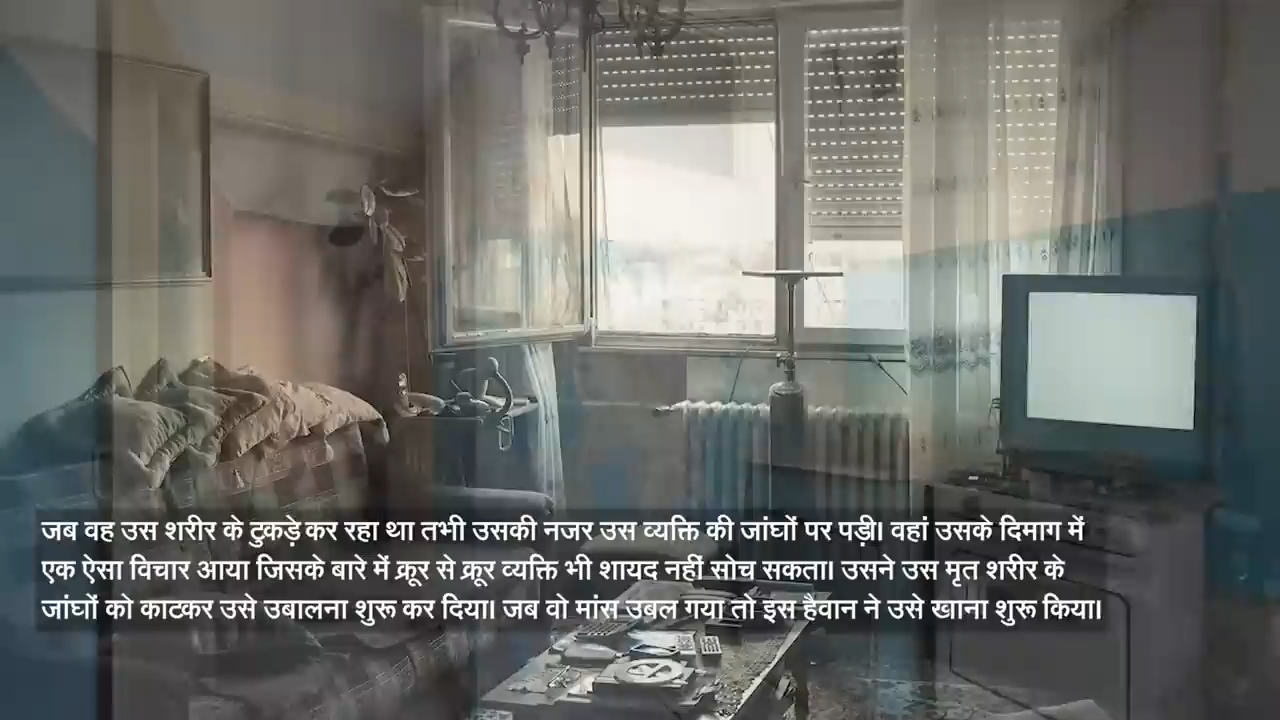 जब वह उस शरीर के टुकड़े कर रहा था तभी उसकी नजर उस व्यक्ति की जांघों पर पड़ी। वहां उसके दिमाग में
एक ऐसा विचार आया जिसके बारे में क्रूर से क्रूर व्यक्ति भी शायद नहीं सोच सकता। उसने उस मृत शरीर के
जांघों को काटकर उसे उबालना शुरू कर दिया। जब वो मांस उबल गया तो इस हैवान ने उसे खाना शुरू किया।